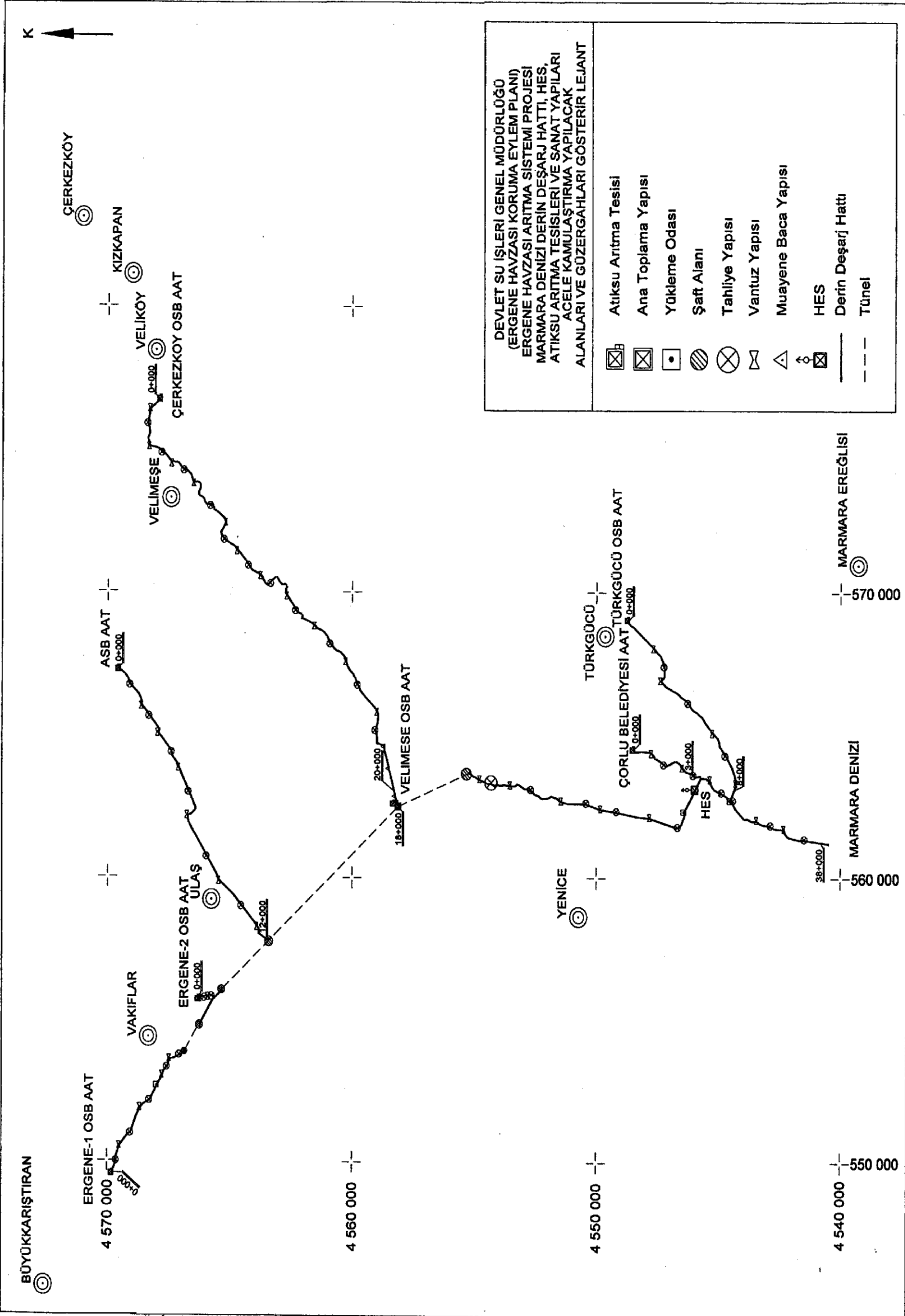 BÜYÜKKARIŞTIRAN
K
ÇERKEZKÖY
KIZKAPAN
VELİKÖY
0+000
ÇERKEZKOY OSB AAT
VELİMEŞE
ASB AAT
0+000
ERGENE-1 OSB AAT
0+000
VAKIFLAR
ERGENE-2 OSB AAT
0+000
ULAŞ
12+000
20+000
18+000
VELIMESE OSB AAT
YENİCE
TÜRKGÜCÜ
TÜRKGÜCÜ OSB AAT
0+000
ÇORLU BELEDİYESİ AAT
0+000
3+000
HES
6+000
38+000
MARMARA DENİZİ
MARMARA EREĞLİSİ
4 570 000
4 560 000
4 550 000
4 540 000
550 000
560 000
570 000
DEVLET SU İŞLERİ GENEL MÜDÜRLÜĞÜ
(ERGENE HAVZASI KORUMA EYLEM PLANI)
ERGENE HAVZASI ARITMA SİSTEMİ PROJESİ
MARMARA DENİZİ DERİN DEŞARJ HATTI, HES,
ATIKSU ARITMA TESİSLERİ VE SANAT YAPILARI
ACELE KAMULAŞTIRMA YAPILACAK
ALANLARI VE GÜZERGAHLARI GÖSTERİR LEJANT
Atıksu Arıtma Tesisi
Ana Toplama Yapısı
Yükleme Odası
Şaft Alanı
Tahliye Yapısı
Vantuz Yapısı
Muayene Baca Yapısı
HES
Derin Deşarj Hattı
Tünel